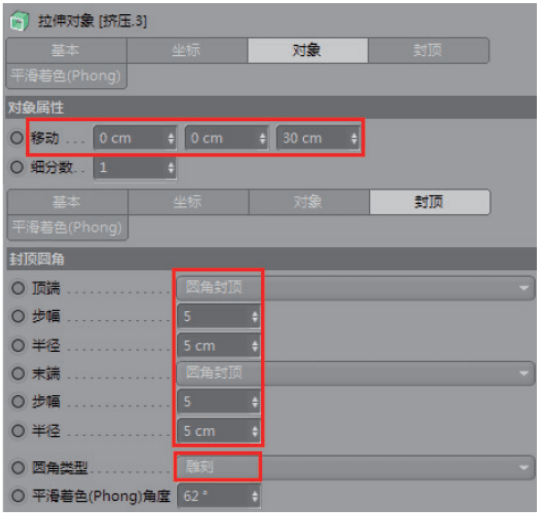 拉伸对象 [挤压.3]
基本 坐标 对象 封顶
平滑着色(Phong)
对象属性
移动 . . . 0 cm 0 cm 30 cm
细分数. . 1
基本 坐标 对象 封顶
平滑着色(Phong)
封顶圆角
顶端 . . . . . . . . . . . . . . 圆角封顶
步幅 . . . . . . . . . . . . . . 5
半径 . . . . . . . . . . . . . . 5 cm
末端 . . . . . . . . . . . . . . 圆角封顶
步幅 . . . . . . . . . . . . . . 5
半径 . . . . . . . . . . . . . . 5 cm
圆角类型. . . . . . . . . . . 雕刻
平滑着色(Phong)角度 62 °